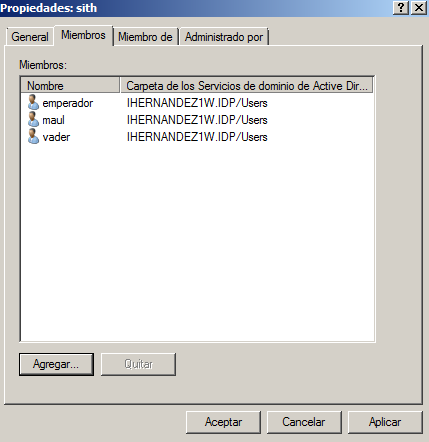 Propiedades: sith
General Miembros Miembro de Administrado por
Miembros:
Nombre Carpeta de los Servicios de dominio de Active Dir...
emperador IHERNANDEZ1W.IDP/Users
maul IHERNANDEZ1W.IDP/Users
vader IHERNANDEZ1W.IDP/Users
Agregar... Quitar
Aceptar Cancelar Aplicar